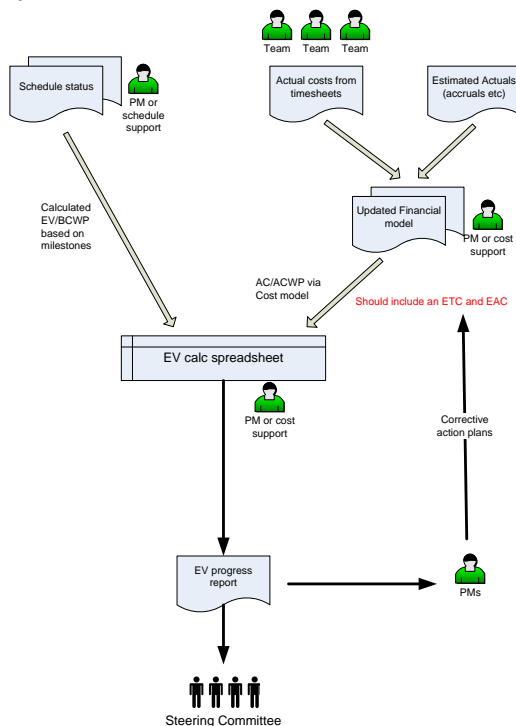 Team
Team
Team
Schedule status
PM or
schedule
support
Actual costs from
timesheets
Estimated Actuals
(accruals etc)
Calculated
EV/BCWP
based on
milestones
Updated Financial
model
PM or cost
support
AC/ACWP via
Cost model
Should include an ETC and EAC
EV calc spreadsheet
PM or cost
support
Corrective
action plans
EV progress
report
PMs
Steering Committee